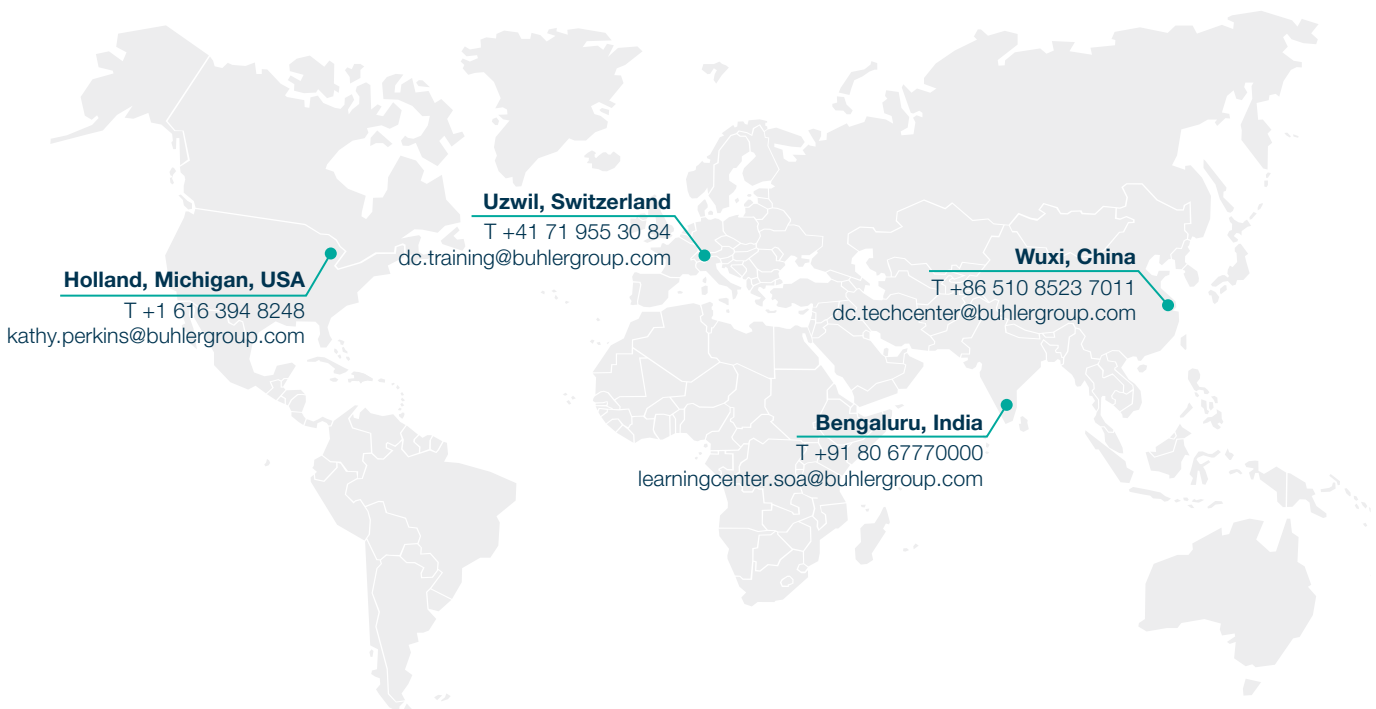 Uzwil, Switzerland
T +41 71 955 30 84
dc.training@buhlergroup.com
Holland, Michigan, USA
T +1 616 394 8248
kathy.perkins@buhlergroup.com
Wuxi, China
T +86 510 8523 7011
dc.techcenter@buhlergroup.com
Bengaluru, India
T +91 80 67770000
learningcenter.soa@buhlergroup.com